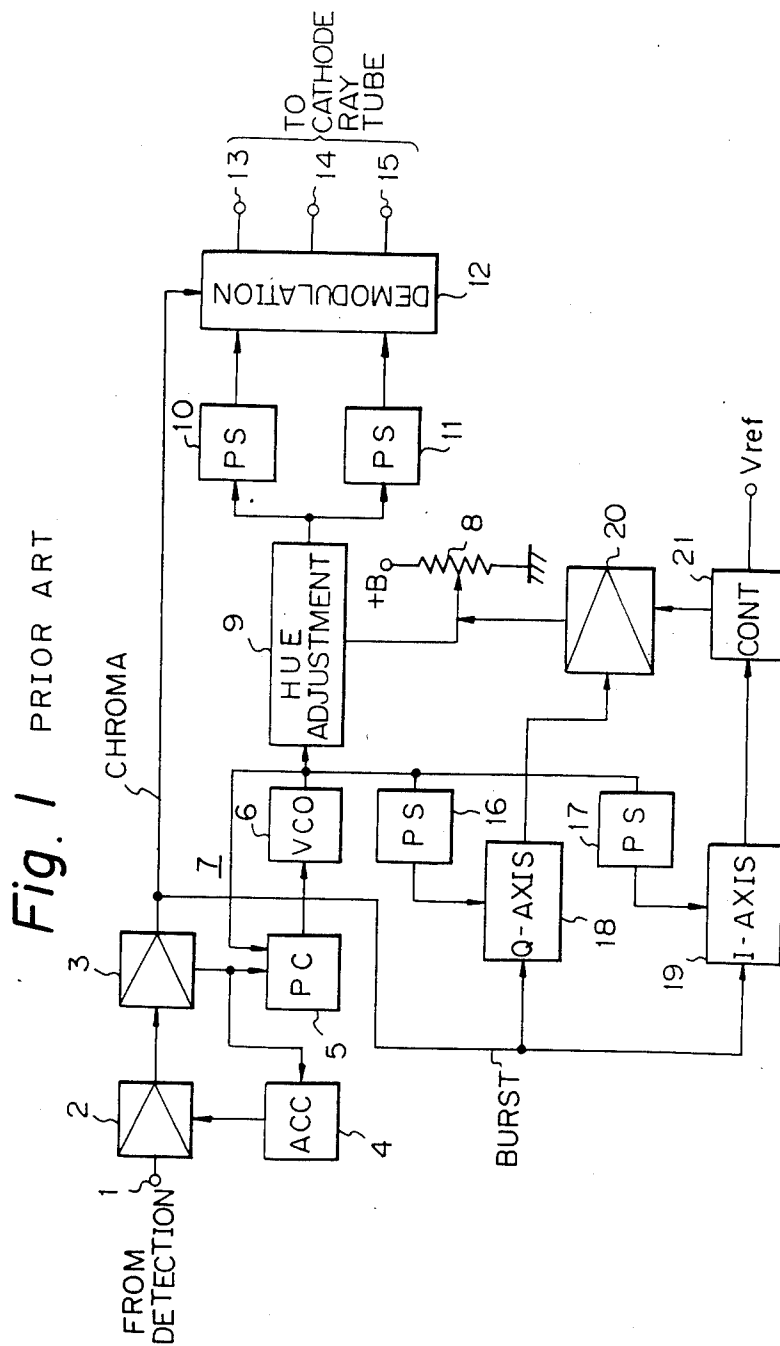 Fig. 1 PRIOR ART
FROM
DETECTION
1
2
3
CHROMA
ACC
4
PC
5
7
VCO
6
HUE
ADJUSTMENT
9
PS
10
PS
11
DEMODULATION
12
13
14
15
TO
CATHODE
RAY
TUBE
+B
8
BURST
PS
16
Q-AXIS
18
PS
17
I-AXIS
19
20
CONT
21
Vref